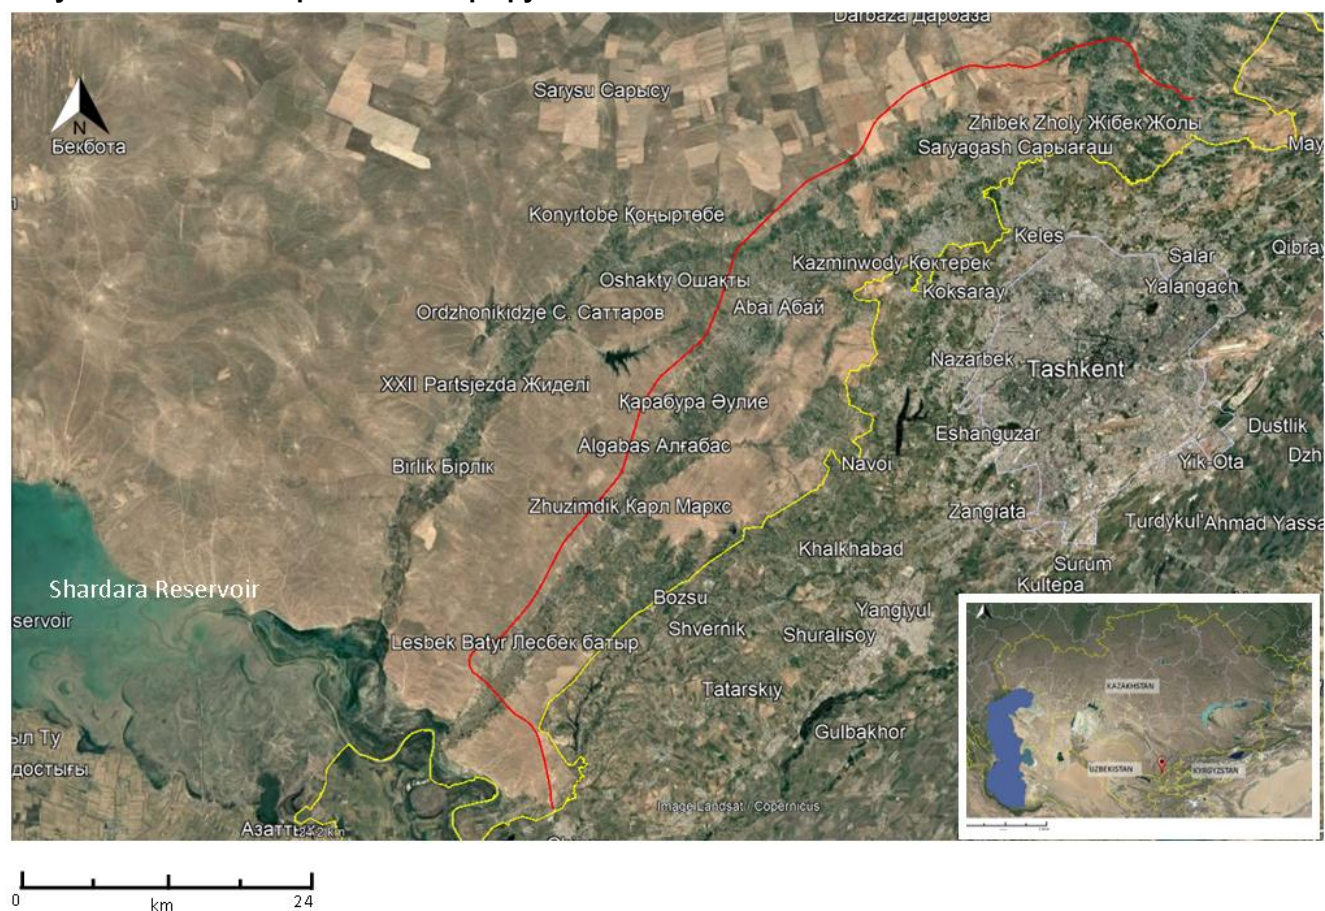 Darbaza Дарбаза
Sarysu Сарысу
N
Бекбота
Zhibek Zholy Жібек Жолы
Saryagash Сарыағаш
May
Konyrtobe Қоңыртөбе
Keles
Salar
Qibray
Kazminwody Көктерек
Oshakty Ошақты
Yalangach
Koksaray
Abai Абай
Ordzhonikidze С. Саттаров
Nazarbek
Tashkent
XXII Partsjezda Жиделі
Қарабура Әулие
Dustlik
Algabas Алғабас
Eshanguzar
Dzh
Birlik Бірлік
Navoi
Yik-Ota
Zhuzimdik Карл Маркс
Zangiata
Turdykul'Ahmad Yassa
Khalkhabad
Surum
Kultepa
Shardara Reservoir
servoir
Bozsu
Yangiyul
Shvernik
Shuralisoy
Lesbek Batyr Лесбек батыр
Tatarskiy
KAZAKHSTAN
Gulbakhor
ыл Ту
достығы
UZBEKISTAN
KYRGYZSTAN
Image Landsat / Copernicus
0
km
24